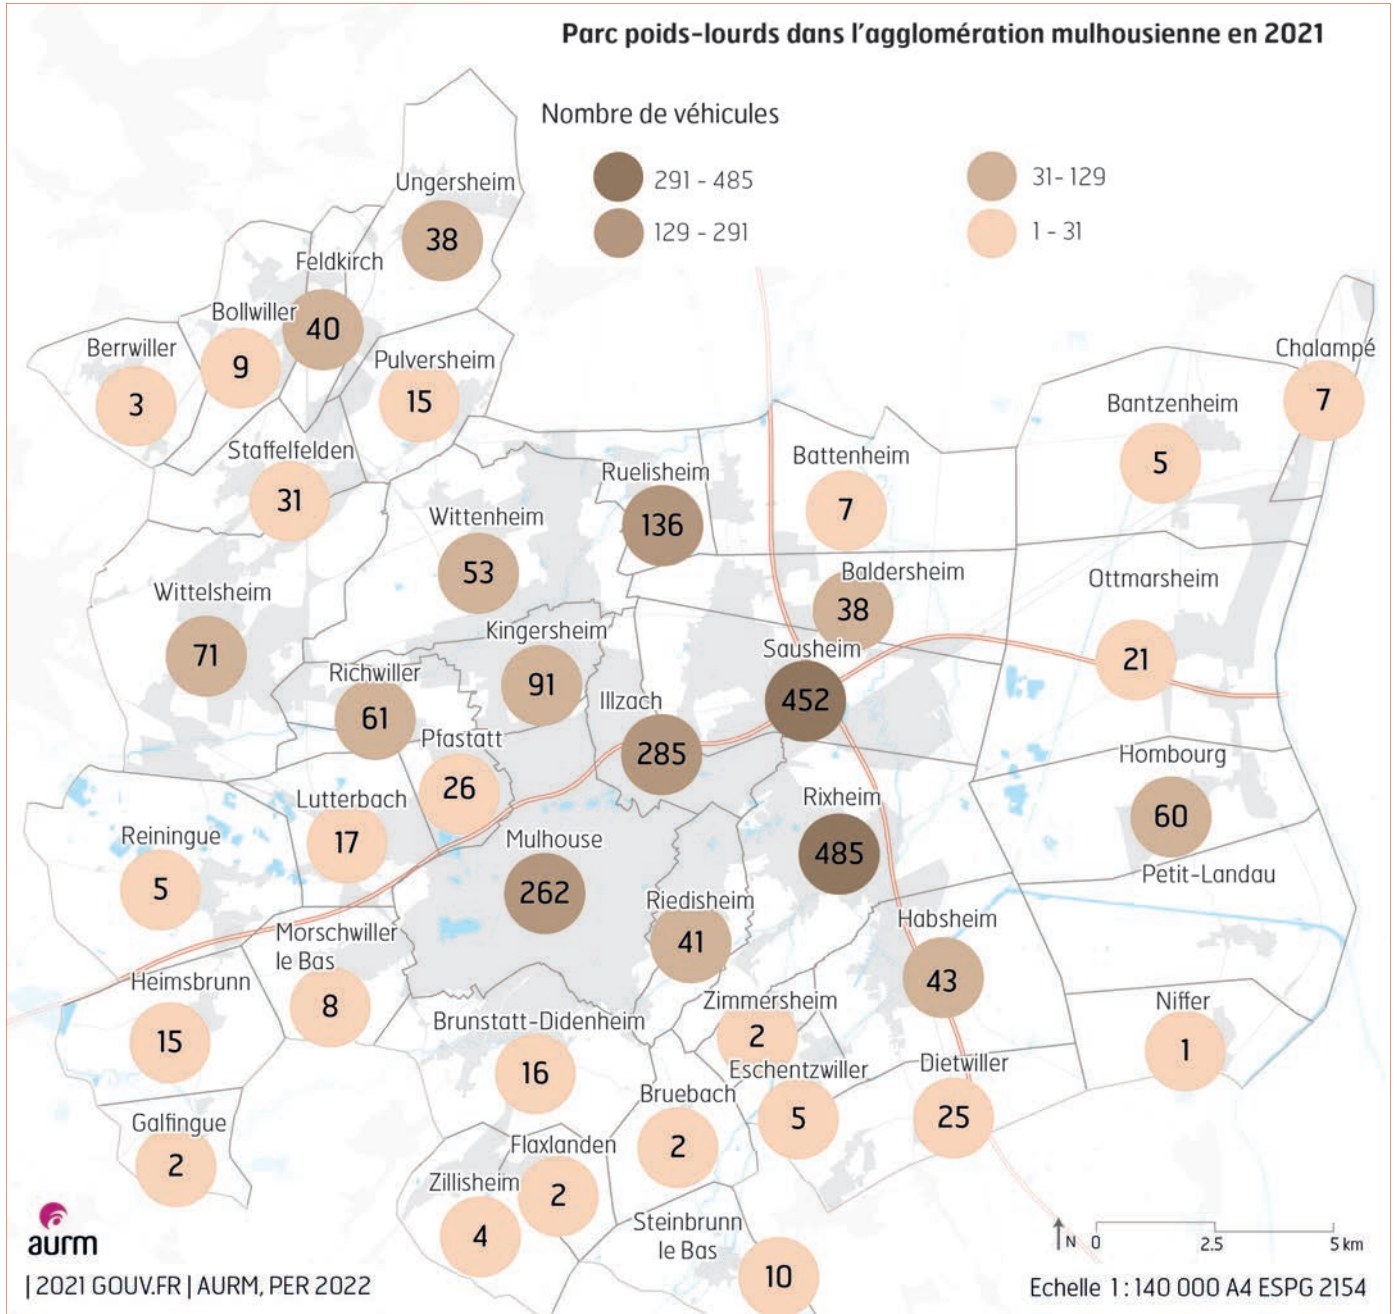 Parc poids-lourds dans l'agglomération mulhousienne en 2021
Nombre de véhicules
291 - 485
129 - 291
31- 129
1 - 31
Ungersheim
38
Feldkirch
40
Bollwiller
9
Berrwiller
3
Pulversheim
15
Chalampé
7
Bantzenheim
5
Staffelfelden
31
Battenheim
7
Ruelisheim
136
Wittenheim
53
Baldersheim
38
Ottmarsheim
21
Wittelsheim
71
Kingersheim
91
Sausheim
452
Richwiller
61
Illzach
285
Pfastatt
26
Hombourg
60
Lutterbach
17
Rixheim
485
Reiningue
5
Mulhouse
262
Petit-Landau
Riedisheim
41
Habsheim
43
Morschwiller
le Bas
8
Heimsbrunn
15
Zimmersheim
2
Niffer
1
Brunstatt-Didenheim
16
Eschentzwiller
5
Dietwiller
25
Bruebach
2
Galfingue
2
Flaxlanden
2
Zillisheim
4
Steinbrunn
le Bas
10
aurm
| 2021 GOUV.FR | AURM, PER 2022
N
0 2.5 5 km
Echelle 1 : 140 000 A4 ESPG 2154